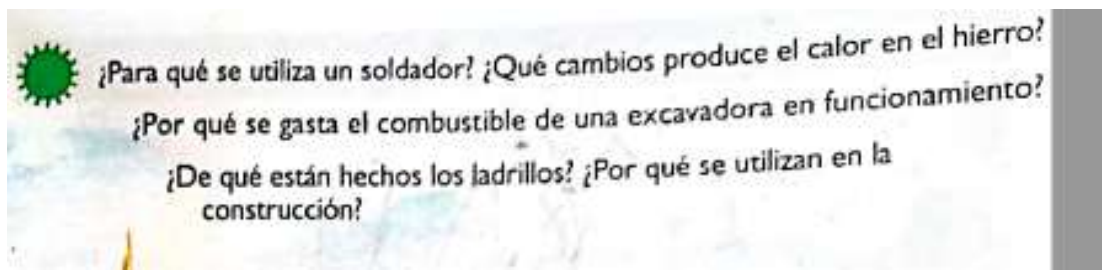 ¿Para qué se utiliza un soldador? ¿Qué cambios produce el calor en el hierro?
¿Por qué se gasta el combustible de una excavadora en funcionamiento?
¿De qué están hechos los ladrillos? ¿Por qué se utilizan en la
construcción?